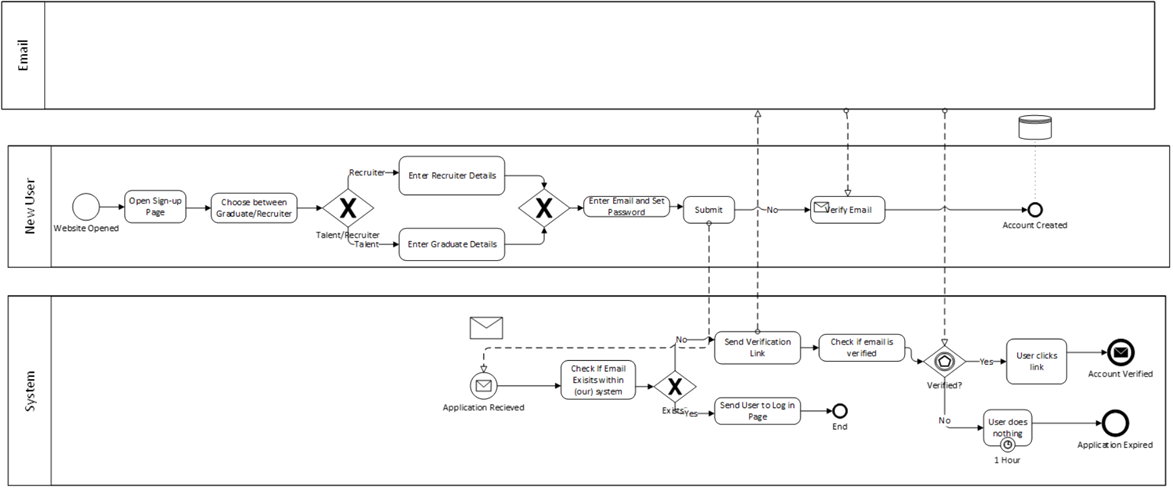 Email
New User
Website Opened
Open Sign-up
Page
Choose between
Graduate/Recruiter
Talent/Recruiter
Recruiter
Talent
Enter Recruiter Details
Enter Graduate Details
Enter Email and Set
Password
Submit
No
Verify Email
Account Created
System
Application Recieved
Check If Email
Exisits within
(our) system
Exists
No
Yes
Send Verification
Link
Send User to Log in
Page
End
Check if email is
verified
Verified?
Yes
No
User clicks
link
Account Verified
User does
nothing
1 Hour
Application Expired